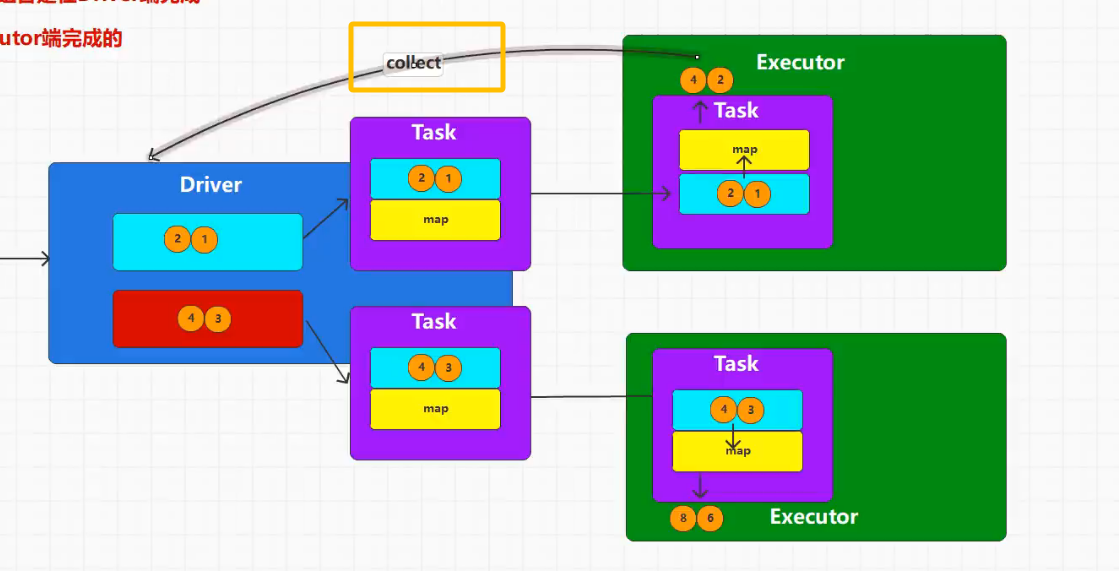 utor端完成的
collect
Executor
4 2
Task
map
2 1
Task
2 1
map
Driver
2 1
4 3
Task
4 3
map
Task
4 3
map
8 6
Executor